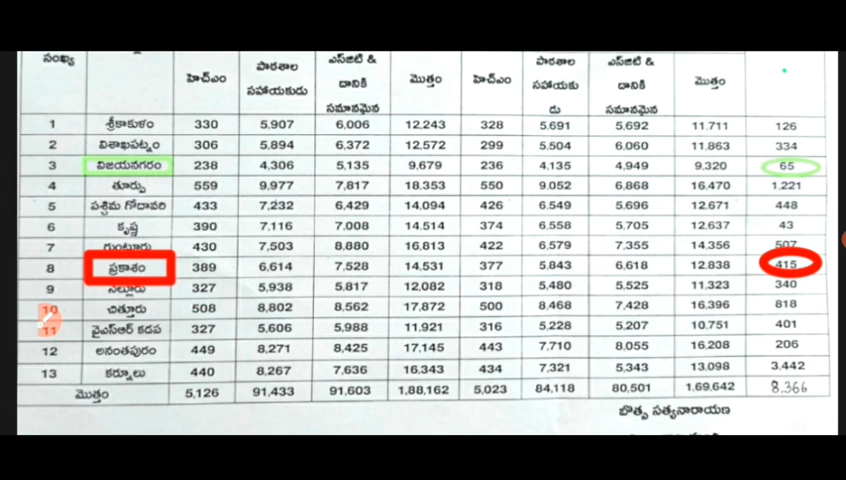 సంఖ్య హెచ్ఎం పాఠశాల సహాయకుడు ఎస్‌జిటి & దానికి సమానమైన మొత్తం హెచ్ఎం పాఠశాల సహాయకుడు ఎస్‌జిటి & దానికి సమానమైన మొత్తం
1 శ్రీకాకుళం 330 5,907 6,006 12,243 328 5,691 5,692 11,711 126
2 విశాఖపట్నం 306 5,894 6,372 12,572 299 5,504 6,060 11,863 334
3 విజయనగరం 238 4,306 5,135 9,679 236 4,135 4,949 9,320 65
4 తూర్పు 559 9,977 7,817 18,353 550 9,052 6,868 16,470 1,221
5 పశ్చిమ గోదావరి 433 7,232 6,429 14,094 426 6,549 5,696 12,671 448
6 కృష్ణ 390 7,116 7,008 14,514 374 6,558 5,705 12,637 43
7 గుంటూరు 430 7,503 8,880 16,813 422 6,579 7,355 14,356 507
8 ప్రకాశం 389 6,614 7,528 14,531 377 5,843 6,618 12,838 415
9 నెల్లూరు 327 5,938 5,817 12,082 318 5,480 5,525 11,323 340
10 చిత్తూరు 508 8,802 8,562 17,872 500 8,468 7,428 16,396 818
11 వైఎస్ఆర్ కడప 327 5,606 5,988 11,921 316 5,228 5,207 10,751 401
12 అనంతపురం 449 8,271 8,425 17,145 443 7,710 8,055 16,208 206
13 కర్నూలు 440 8,267 7,636 16,343 434 7,321 5,343 13,098 3,442
మొత్తం 5,126 91,433 91,603 1,88,162 5,023 84,118 80,501 1,69,642 8,366
బొత్స సత్యనారాయణ